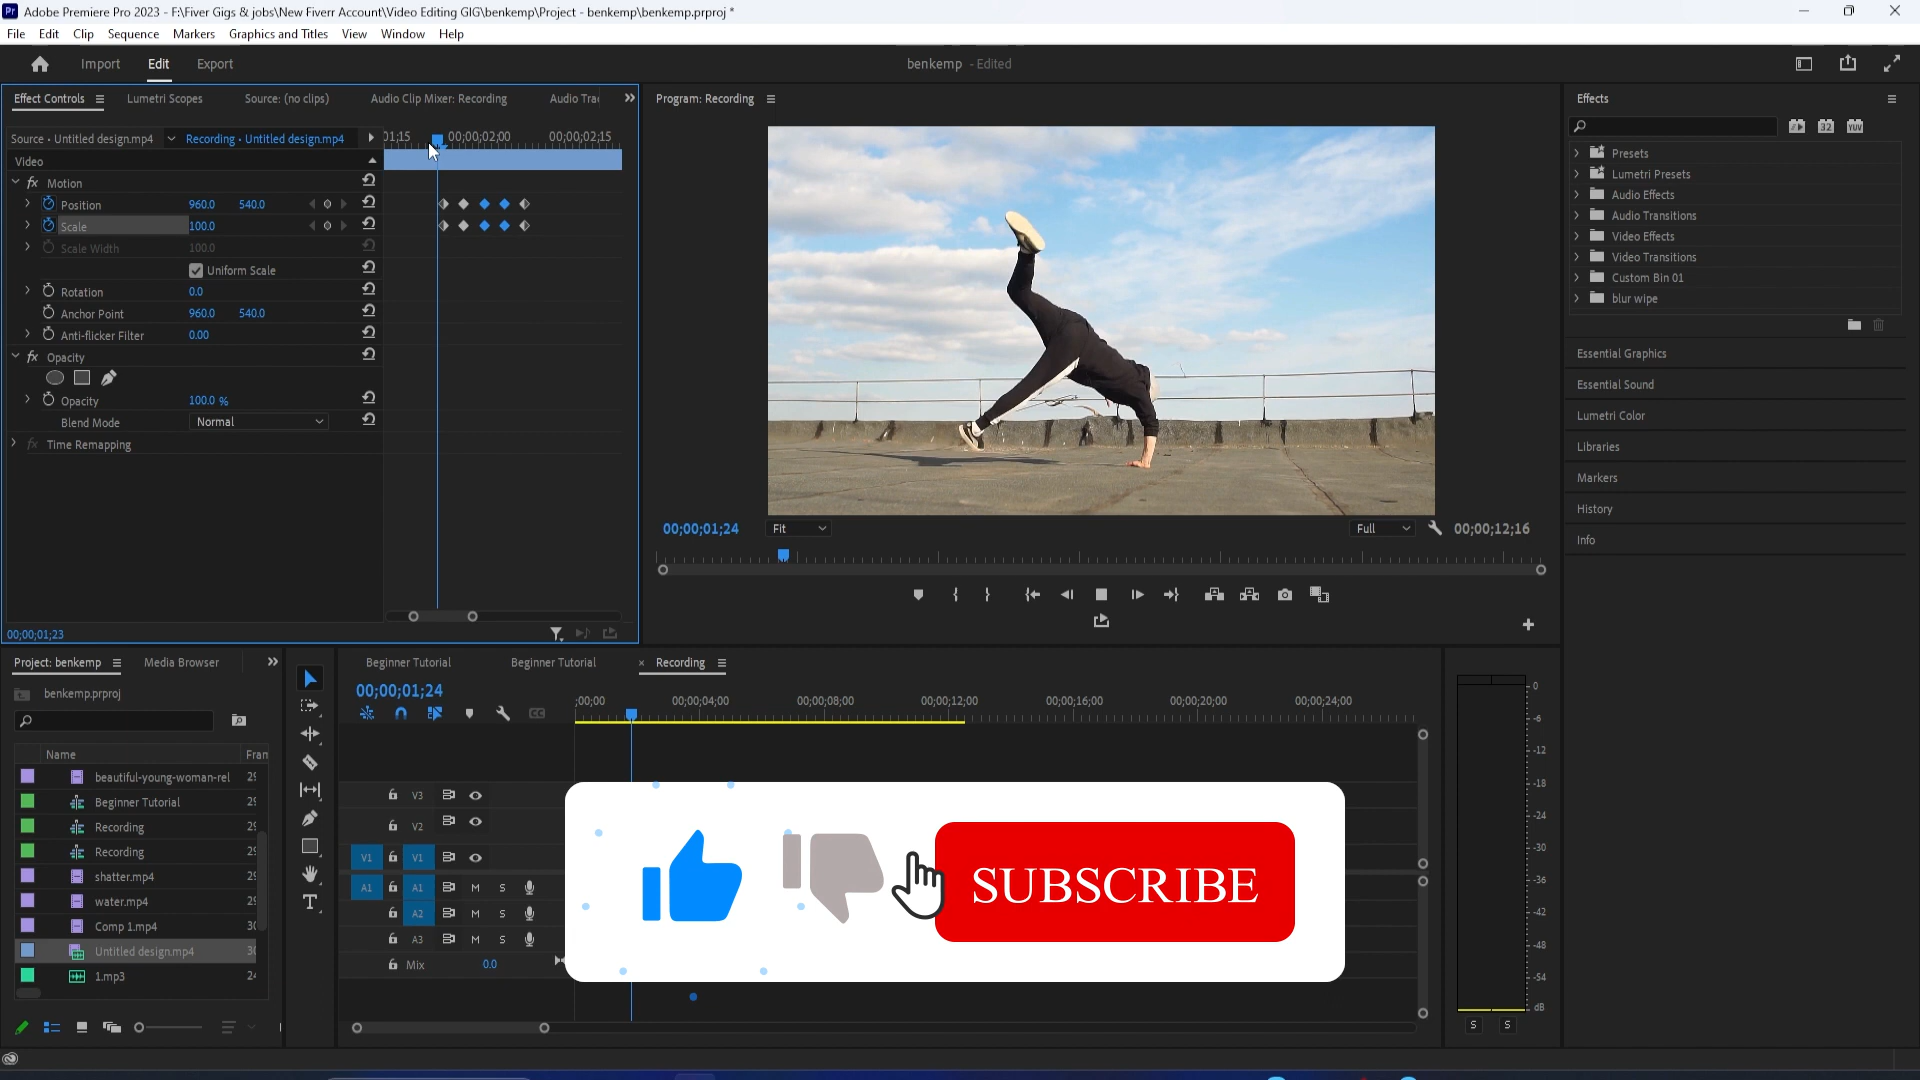 Pr Adobe Premiere Pro 2023 - F:\Fiver Gigs & jobs\New Fiverr Account\Video Editing GIG\benkemp\Project - benkemp\benkemp.prproj *
File Edit Clip Sequence Markers Graphics and Titles View Window Help
Import Edit Export
benkemp - Edited
Effect Controls Lumetri Scopes Source: (no clips) Audio Clip Mixer: Recording Audio Tra
Program: Recording
Effects
Source · Untitled design.mp4 Recording · Untitled design.mp4
01;15 00;00;02;00 00;00;02;15
32 YUV
Video
Motion
Position 960.0 540.0
Scale 100.0
Scale Width 100.0
Uniform Scale
Rotation 0.0
Anchor Point 960.0 540.0
Anti-flicker Filter 0.00
fx Opacity
Opacity 100.0 %
Blend Mode Normal
fx Time Remapping
00;00;01;23
Presets
Lumetri Presets
Audio Effects
Audio Transitions
Video Effects
Video Transitions
Custom Bin 01
blur wipe
Essential Graphics
Essential Sound
Lumetri Color
Libraries
Markers
History
Info
00;00;01;24 Fit Full 00;00;12;16
Project: benkemp Media Browser
benkemp.prproj
Name Fran
beautiful-young-woman-rel 29
Beginner Tutorial 29
Recording 29
Recording 29
shatter.mp4 29
water.mp4 29
Comp 1.mp4 30
Untitled design.mp4 30
1.mp3 24
Beginner Tutorial Beginner Tutorial × Recording
00;00;01;24
;00;00 00;00;04;00 00;00;08;00 00;00;12;00 00;00;16;00 00;00;20;00 00;00;24;00
CC
V3
V2
V1 V1
A1 A1 M S
A2 M S
A3 M S
Mix 0.0
T
SUBSCRIBE
0
-6
-12
-18
-24
-30
-36
-42
-48
-54
dB
S S